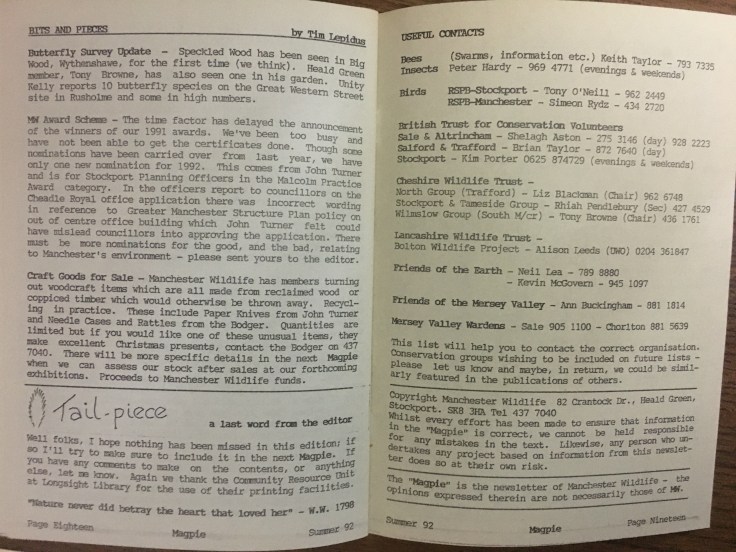 BITS AND PIECES by Tim Lepidus
Butterfly Survey Update - Speckled Wood has been seen in Big
Wood, Wythenshawe, for the first time (we think). Heald Green
member, Tony Browne, has also seen one in his garden. Unity
Kelly reports 10 butterfly species on the Great Western Street
site in Rusholme and some in high numbers.
MW Award Scheme - The time factor has delayed the announcement
of the winners of our 1991 awards. We've been too busy and
have not been able to get the certificates done. Though some
nominations have been carried over from last year, we have
only one new nomination for 1992. This comes from John Turner
and is for Stockport Planning Officers in the Malcolm Practice
Award category. In the officers report to councillors on the
Cheadle Royal office application there was incorrect wording
in reference to Greater Manchester Structure Plan policy on
out of centre office building which John Turner felt could
have mislead councillors into approving the application. There
must be more nominations for the good, and the bad, relating
to Manchester's environment - please sent yours to the editor.
Craft Goods for Sale - Manchester Wildlife has members turning
out woodcraft items which are all made from reclaimed wood or
coppiced timber which would otherwise be thrown away. Recycl-
ing in practice. These include Paper Knives from John Turner
and Needle Cases and Rattles from the Bodger. Quantities are
limited but if you would like one of these unusual items, they
make excellent Christmas presents, contact the Bodger on 437
7040. There will be more specific details in the next Magpie
when we can assess our stock after sales at our forthcoming
exhibitions. Proceeds to Manchester Wildlife funds.
Tail-piece
a last word from the editor
Well folks, I hope nothing has been missed in this edition; if
so I'll try to make sure to include it in the next Magpie. If
you have any comments to make on the contents, or anything
else, let me know. Again we thank the Community Resource Unit
at Longsight Library for the use of their printing facilities.
"Nature never did betray the heart that loved her" - W.W. 1798
Page Eighteen Magpie Summer 92
USEFUL CONTACTS
Bees (Swarms, information etc.) Keith Taylor - 793 7335
Insects Peter Hardy - 969 4771 (evenings & weekends)
Birds RSPB-Stockport - Tony O'Neill - 962 2449
RSPB-Manchester - Simeon Rydz - 434 2720
British Trust for Conservation Volunteers
Sale & Altrincham - Shelagh Aston - 275 3146 (day) 928 2223
Salford & Trafford - Brian Taylor - 872 7640 (day)
Stockport - Kim Porter 0625 874729 (evenings & weekends)
Cheshire Wildlife Trust -
North Group (Trafford) - Liz Blackman (Chair) 962 6748
Stockport & Tameside Group - Rhiah Pendlebury (Sec) 427 4529
Wilmslow Group (South M/cr) - Tony Browne (Chair) 436 1761
Lancashire Wildlife Trust -
Bolton Wildlife Project - Alison Leeds (UWO) 0204 361847
Friends of the Earth - Neil Lea - 789 8880
- Kevin McGovern - 945 1097
Friends of the Mersey Valley - Ann Buckingham - 881 1814
Mersey Valley Wardens - Sale 905 1100 - Chorlton 881 5639
This list will help you to contact the correct organisation.
Conservation groups wishing to be included on future lists -
please let us know and maybe, in return, we could be simil-
arly featured in the publications of others.
Copyright Manchester Wildlife 82 Crantock Dr., Heald Green,
Stockport. SK8 3HA Tel 437 7040
Whilst every effort has been made to ensure that information
in the "Magpie" is correct, we cannot be held responsible
for any mistakes in the text. Likewise, any person who un-
dertakes any project based on information from this newslet-
ter does so at their own risk.
The "Magpie" is the newsletter of Manchester Wildlife - the
opinions expressed therein are not necessarily those of MW.
Summer 92 Magpie Page Nineteen